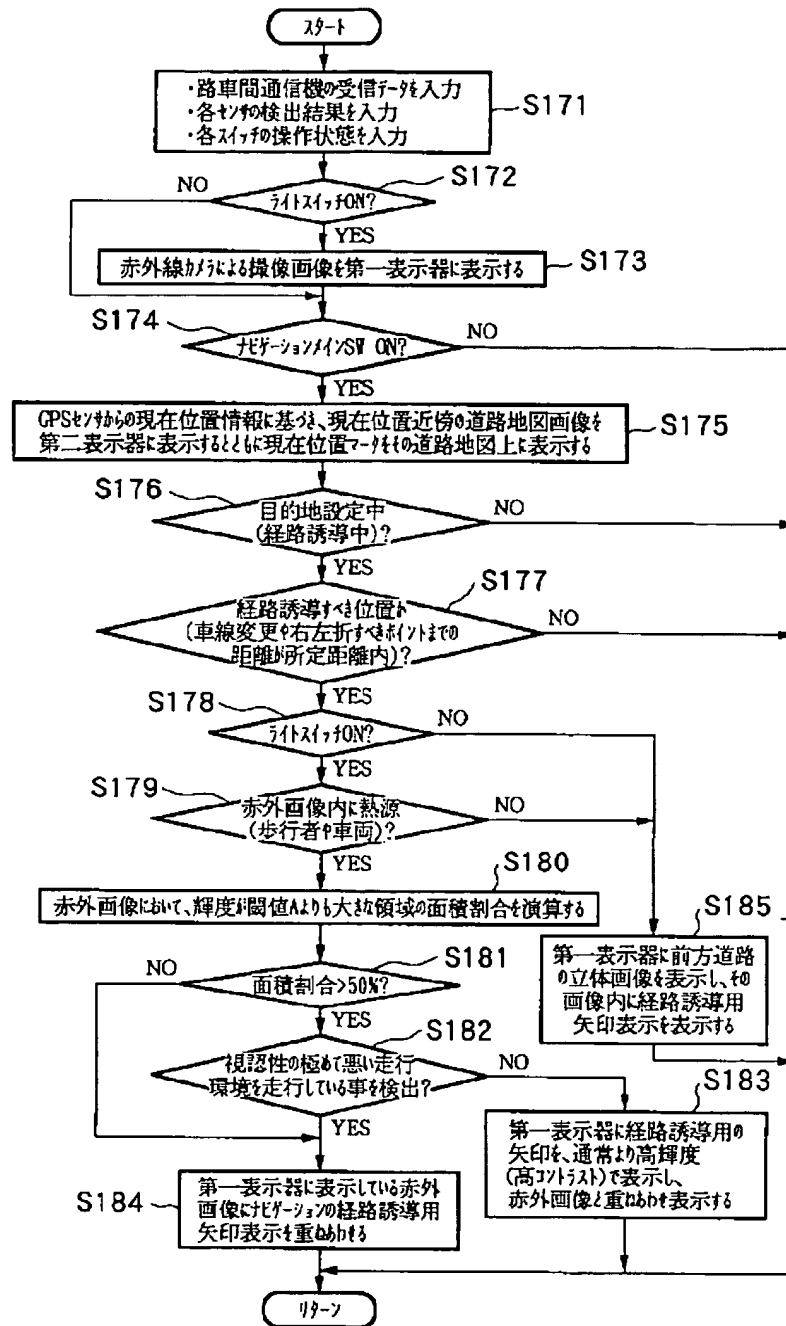 スタート
・路車間通信機の受信データを入力
・各センサの検出結果を入力
・各スイッチの操作状態を入力
S171
S172
NO
ライトスイッチON?
YES
赤外線カメラによる撮像画像を第一表示器に表示する
S173
S174
ナビゲーションメインSW ON?
NO
YES
GPSセンサからの現在位置情報に基づき、現在位置近傍の道路地図画像を
第二表示器に表示するとともに現在位置マークをその道路地図上に表示する
S175
S176
目的地設定中
(経路誘導中)?
NO
YES
S177
経路誘導すべき位置か
(車線変更や右左折すべきポイントまでの
距離が所定距離内)?
NO
YES
S178
ライトスイッチON?
NO
YES
S179
赤外画像内に熱源
(歩行者や車両)?
NO
YES
S180
赤外画像において、輝度が閾値Aよりも大きな領域の面積割合を演算する
S181
NO
面積割合>50%?
YES
S185
第一表示器に前方道路
の立体画像を表示し、その
画像内に経路誘導用
矢印表示を表示する
S182
視認性の極めて悪い走行
環境を走行している事を検出?
NO
YES
S183
第一表示器に経路誘導用の
矢印を、通常より高輝度
(高コントラスト)で表示し、
赤外画像と重ねあわせ表示する
S184
第一表示器に表示している赤外
画像にナビゲーションの経路誘導用
矢印表示を重ねあわせる
リターン